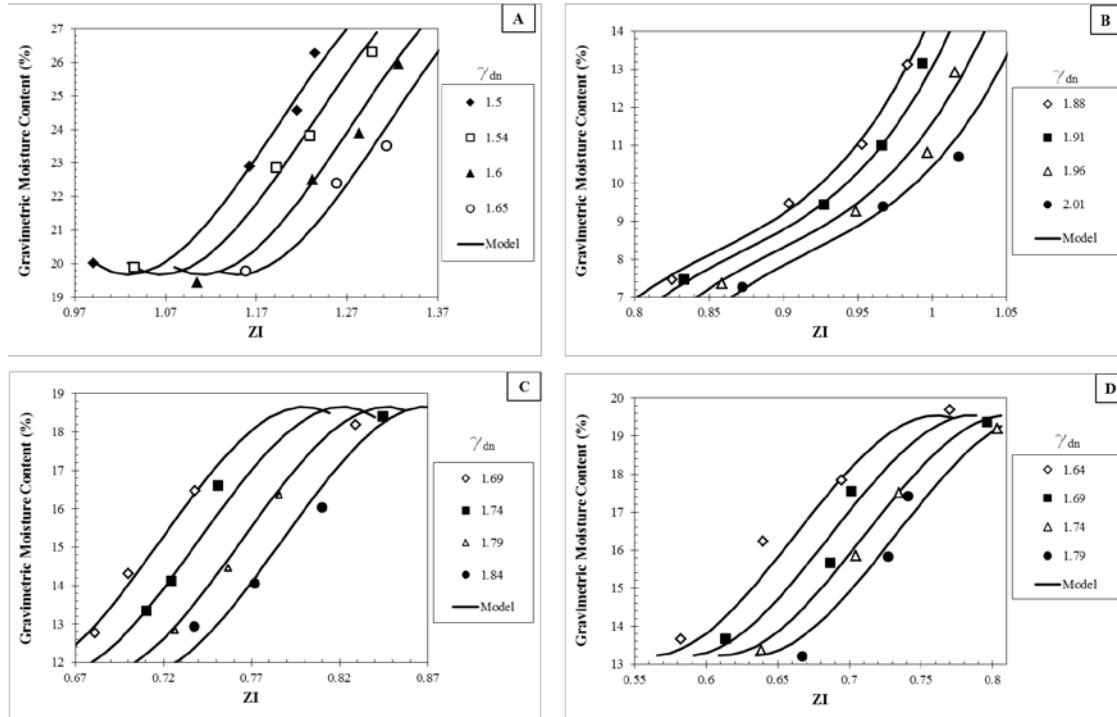 A
Gravimetric Moisture Content (%)
27
26
25
24
23
22
21
20
19
0.97 1.07 1.17 1.27 1.37
ZI
γdn
1.5
1.54
1.6
1.65
Model
B
Gravimetric Moisture Content (%)
14
13
12
11
10
9
8
7
0.8 0.85 0.9 0.95 1 1.05
ZI
γdn
1.88
1.91
1.96
2.01
Model
C
Gravimetric Moisture Content (%)
19
18
17
16
15
14
13
12
0.67 0.72 0.77 0.82 0.87
ZI
γdn
1.69
1.74
1.79
1.84
Model
D
Gravimetric Moisture Content (%)
20
19
18
17
16
15
14
13
0.55 0.6 0.65 0.7 0.75 0.8
ZI
γdn
1.64
1.69
1.74
1.79
Model